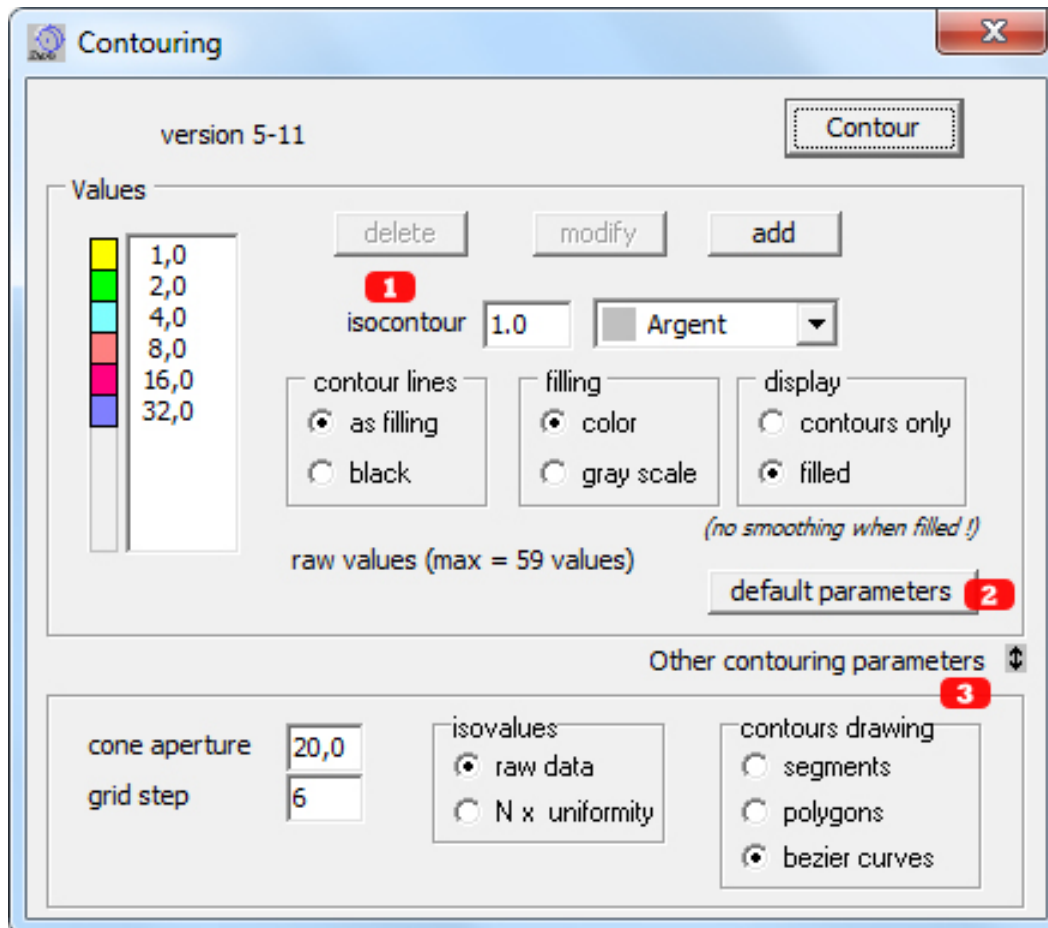 Contouring
version 5-11
Contour
Values
delete modify add
1,0
2,0
4,0
8,0
16,0
32,0
1
isocontour 1.0 Argent
contour lines
as filling
black
filling
color
gray scale
display
contours only
filled
(no smoothing when filled !)
raw values (max = 59 values)
default parameters 2
Other contouring parameters
3
cone aperture 20,0
grid step 6
isovalues
raw data
N x uniformity
contours drawing
segments
polygons
bezier curves